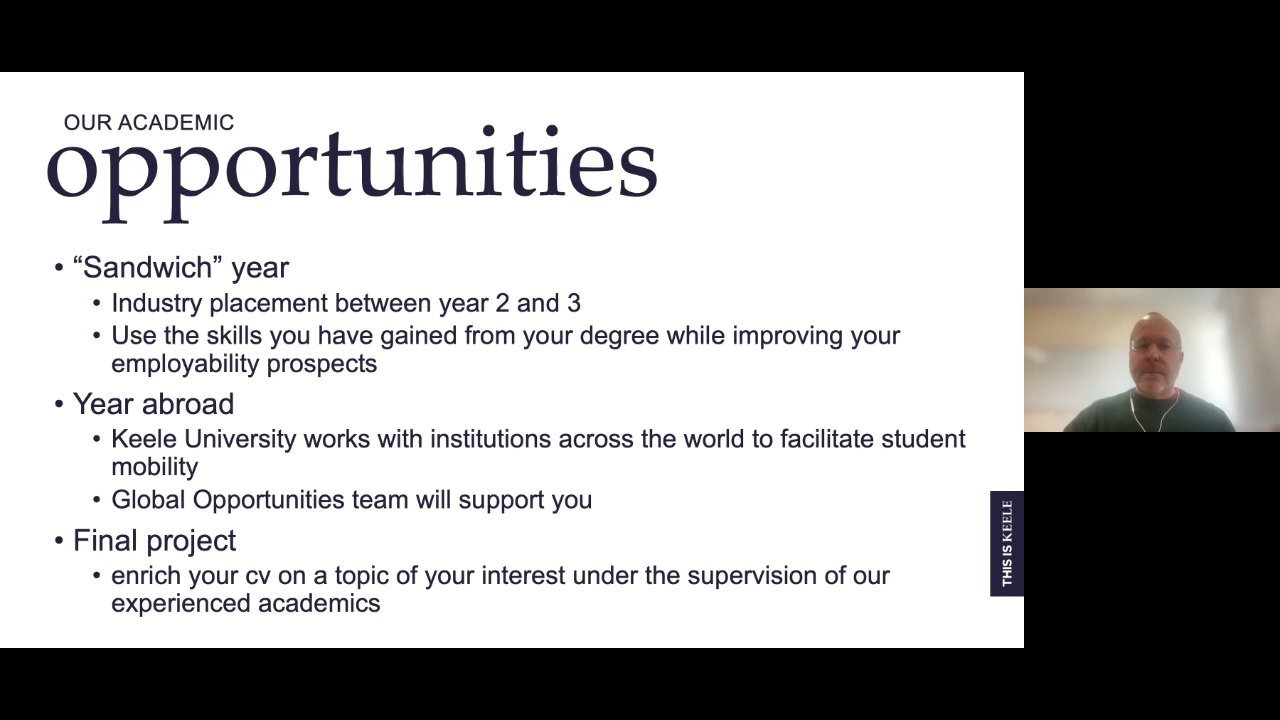 OUR ACADEMIC
opportunities
• “Sandwich” year
• Industry placement between year 2 and 3
• Use the skills you have gained from your degree while improving your
employability prospects
• Year abroad
• Keele University works with institutions across the world to facilitate student
mobility
• Global Opportunities team will support you
• Final project
• enrich your cv on a topic of your interest under the supervision of our
experienced academics
THIS IS KEELE